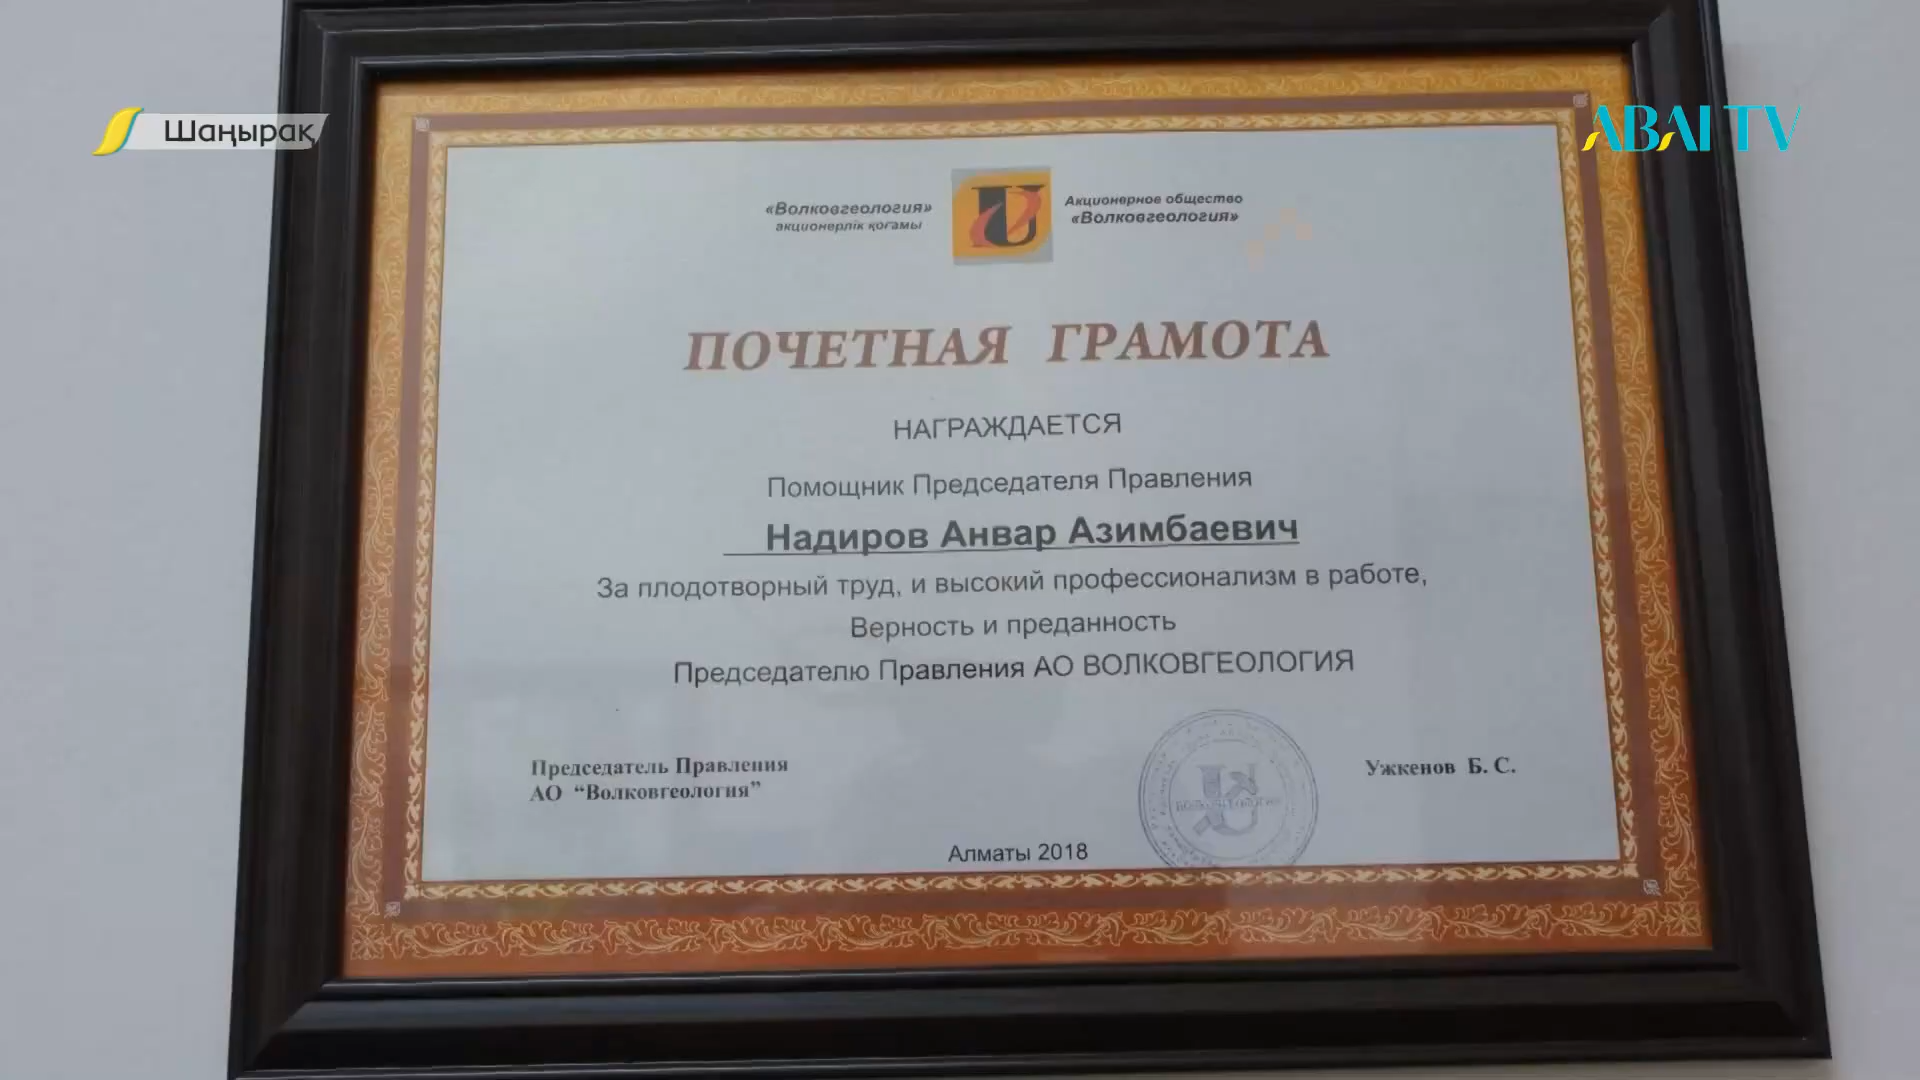 Шаңырақ
ABAI TV
«Волковгеология»
акционерлік қоғамы
Акционерное общество
«Волковгеология»
ПОЧЕТНАЯ ГРАМОТА
НАГРАЖДАЕТСЯ
Помощник Председателя Правления
Надиров Анвар Азимбаевич
За плодотворный труд, и высокий профессионализм в работе,
Верность и преданность
Председателю Правления АО ВОЛКОВГЕОЛОГИЯ
Председатель Правления
АО “Волковгеология”
ВОЛКОВГЕОЛОГИЯ
Ужкенов Б. С.
Алматы 2018